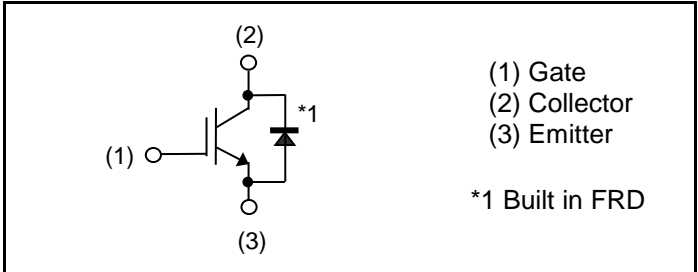 (2)
*1
(1)
(3)
(1) Gate
(2) Collector
(3) Emitter
*1 Built in FRD